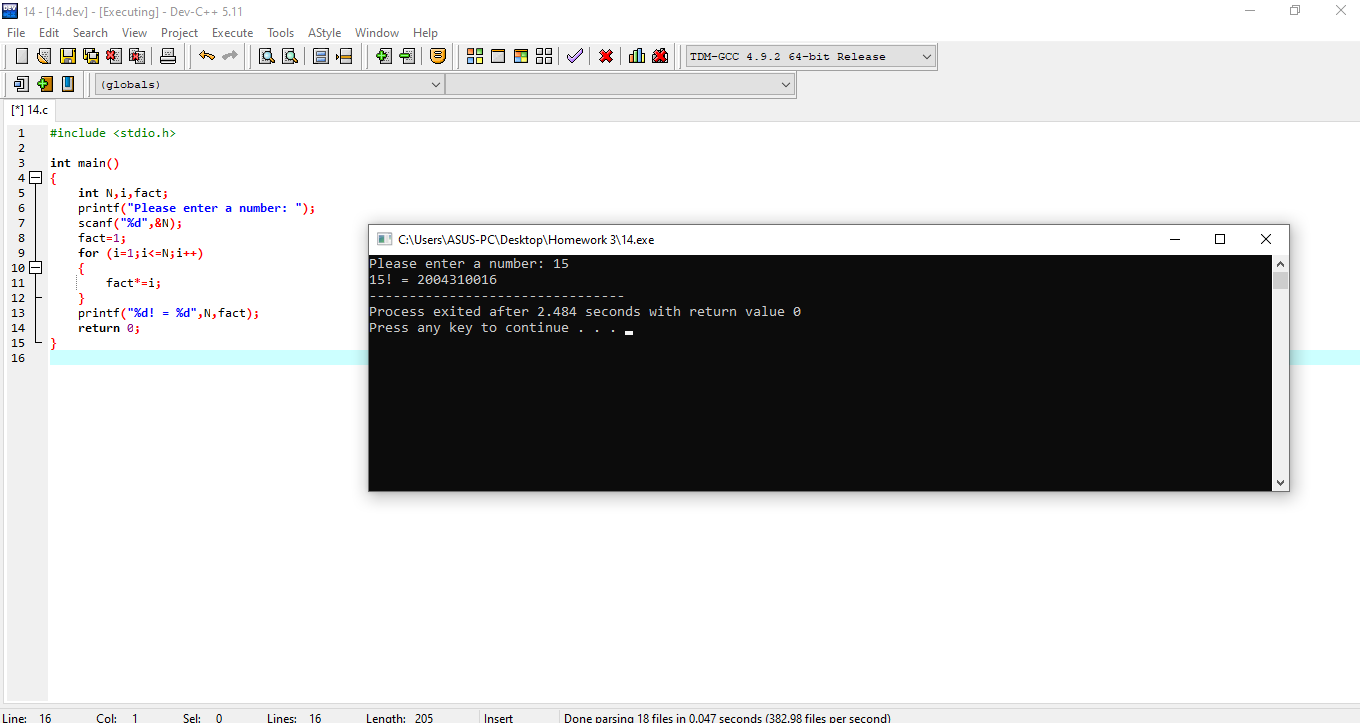 14 - [14.dev] - [Executing] - Dev-C++ 5.11
File Edit Search View Project Execute Tools AStyle Window Help
TDM-GCC 4.9.2 64-bit Release
(globals)
[*] 14.c
1 #include <stdio.h>
2
3 int main()
4 {
5 int N,i,fact;
6 printf("Please enter a number: ");
7 scanf("%d",&N);
8 fact=1;
9 for (i=1;i<=N;i++)
10 {
11 fact*=i;
12 }
13 printf("%d! = %d",N,fact);
14 return 0;
15 }
16
C:\Users\ASUS-PC\Desktop\Homework 3\14.exe
Please enter a number: 15
15! = 2004310016
--------------------------------
Process exited after 2.484 seconds with return value 0
Press any key to continue . . .
Line: 16 Col: 1 Sel: 0 Lines: 16 Length: 205 Insert Done parsing 18 files in 0.047 seconds (382.98 files per second)